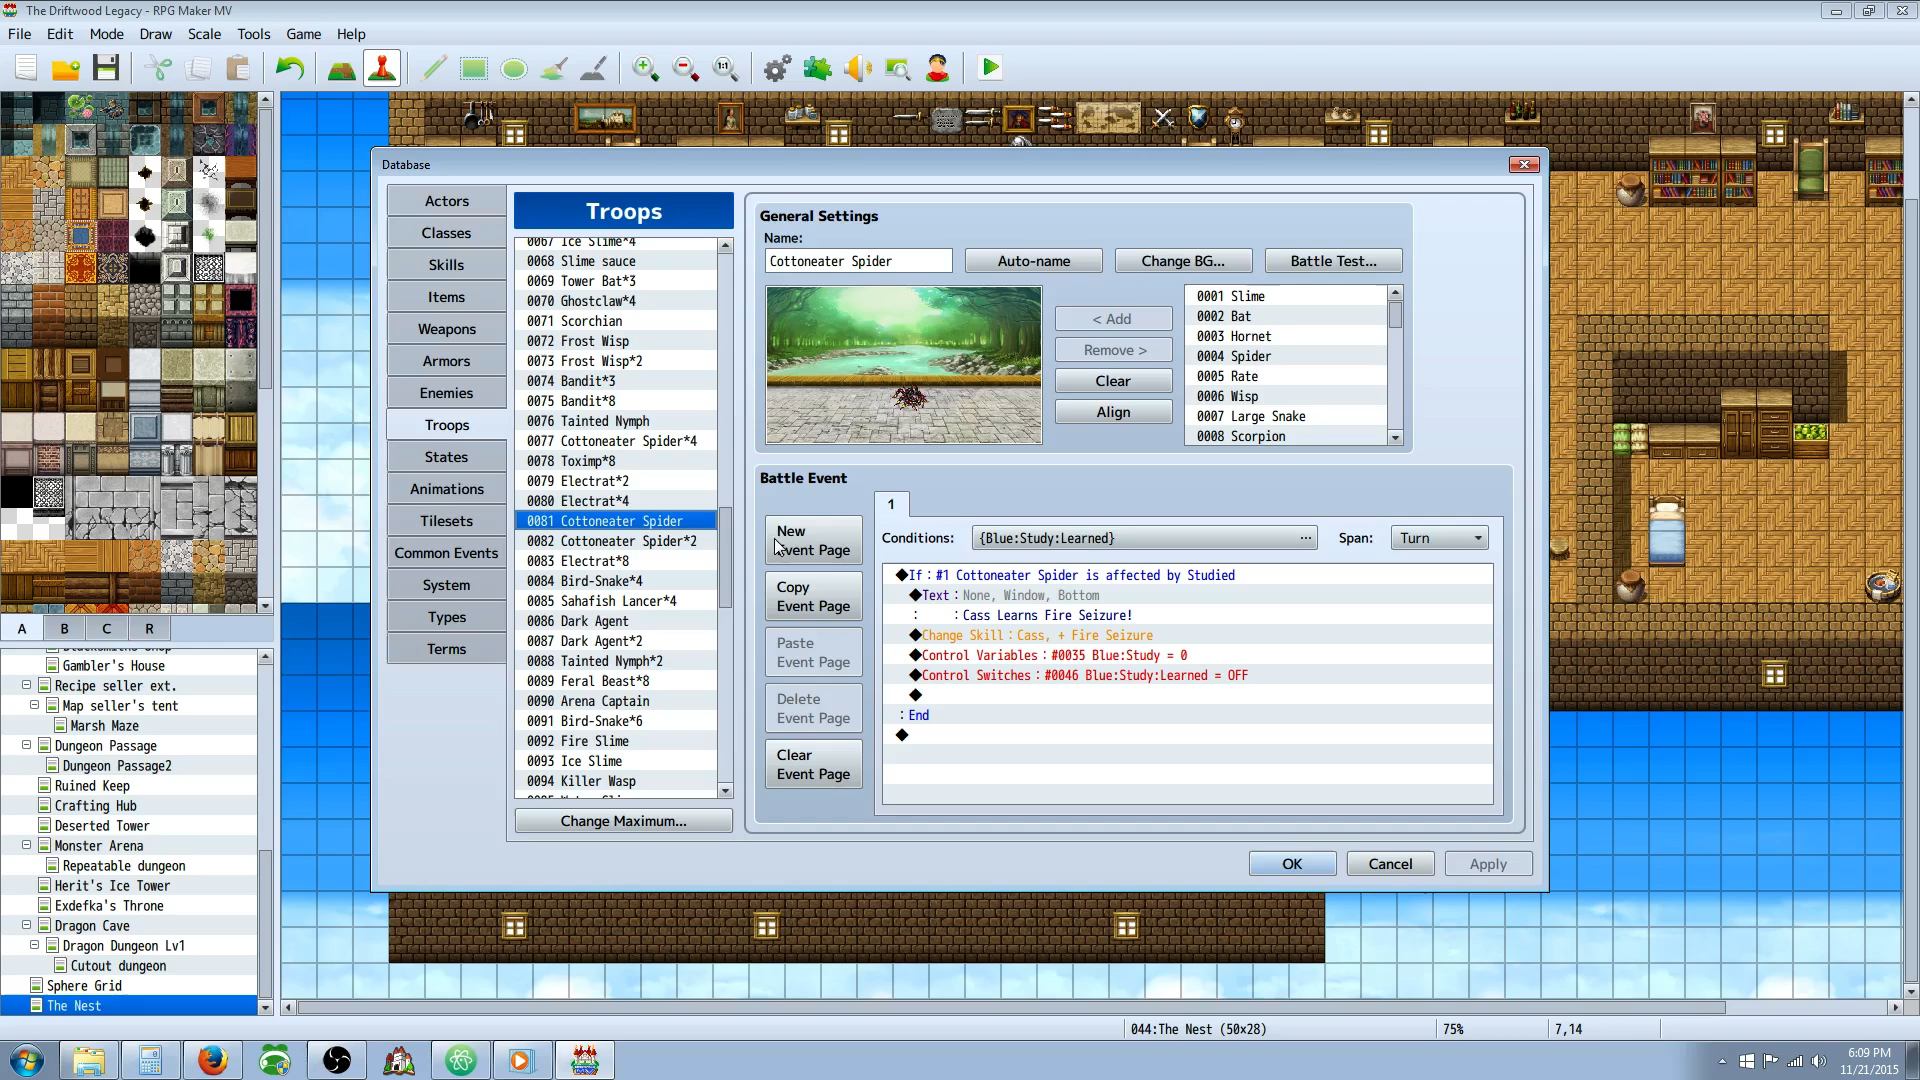 The Driftwood Legacy - RPG Maker MV
File Edit Mode Draw Scale Tools Game Help
1:1
Database
Actors
Classes
Skills
Items
Weapons
Armors
Enemies
Troops
States
Animations
Tilesets
Common Events
System
Types
Terms
Troops
0067 Ice Slime*4
0068 Slime sauce
0069 Tower Bat*3
0070 Ghostclaw*4
0071 Scorchian
0072 Frost Wisp
0073 Frost Wisp*2
0074 Bandit*3
0075 Bandit*8
0076 Tainted Nymph
0077 Cottoneater Spider*4
0078 Toximp*8
0079 Electrat*2
0080 Electrat*4
0081 Cottoneater Spider
0082 Cottoneater Spider*2
0083 Electrat*8
0084 Bird-Snake*4
0085 Sahafish Lancer*4
0086 Dark Agent
0087 Dark Agent*2
0088 Tainted Nymph*2
0089 Feral Beast*8
0090 Arena Captain
0091 Bird-Snake*6
0092 Fire Slime
0093 Ice Slime
0094 Killer Wasp
Change Maximum...
General Settings
Name:
Cottoneater Spider
Auto-name
Change BG...
Battle Test...
< Add
Remove >
Clear
Align
0001 Slime
0002 Bat
0003 Hornet
0004 Spider
0005 Rate
0006 Wisp
0007 Large Snake
0008 Scorpion
Battle Event
1
New
Event Page
Copy
Event Page
Paste
Event Page
Delete
Event Page
Clear
Event Page
Conditions: {Blue:Study:Learned} ...
Span: Turn
◆If：#1 Cottoneater Spider is affected by Studied
◆Text：None, Window, Bottom
： ：Cass Learns Fire Seizure!
◆Change Skill：Cass, + Fire Seizure
◆Control Variables：#0035 Blue:Study = 0
◆Control Switches：#0046 Blue:Study:Learned = OFF
◆
：End
◆
OK
Cancel
Apply
A B C R
Gambler's House
Recipe seller ext.
Map seller's tent
Marsh Maze
Dungeon Passage
Dungeon Passage2
Ruined Keep
Crafting Hub
Deserted Tower
Monster Arena
Repeatable dungeon
Herit's Ice Tower
Exdefka's Throne
Dragon Cave
Dragon Dungeon Lv1
Cutout dungeon
Sphere Grid
The Nest
044:The Nest (50x28)
75%
7,14
6:09 PM
11/21/2015